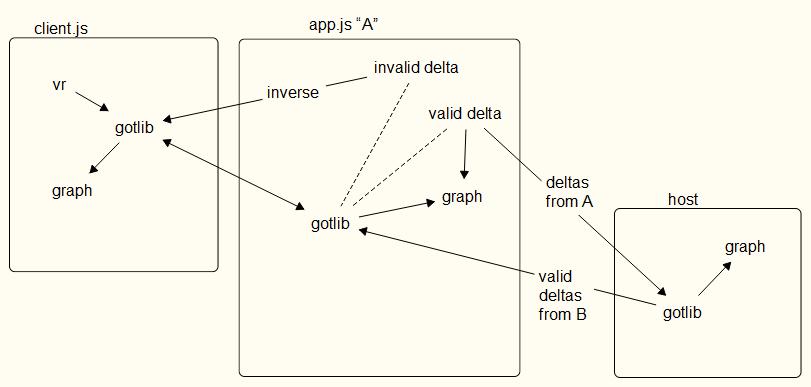 client.js
app.js “A”
invalid delta
vr
inverse
valid delta
gotlib
deltas
from A
graph
graph
host
gotlib
graph
valid
deltas
from B
gotlib